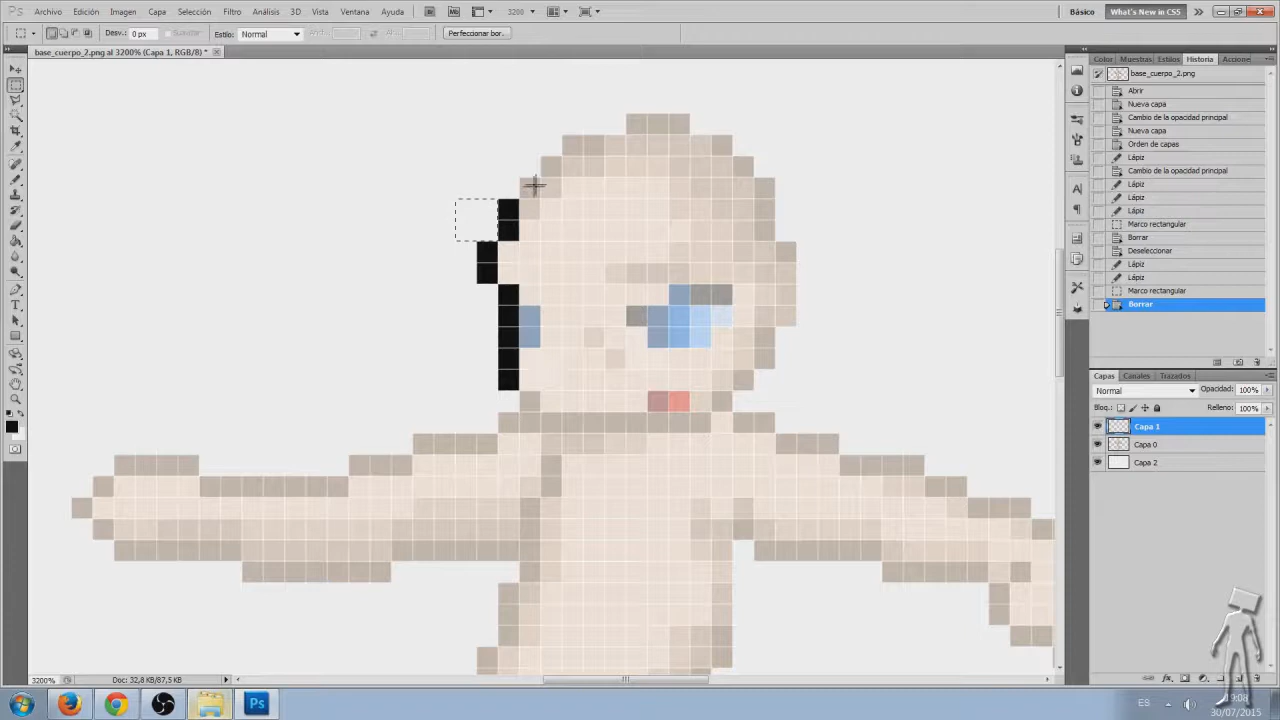 Archivo Edición Imagen Capa Selección Filtro Análisis 3D Vista Ventana Ayuda 3200 Básico What's New in CS5
Desv.: 0 px Suavizar Estilo: Normal Perfeccionar bor.
base_cuerpo_2.png al 3200% (Capa 1, RGB/8) *
Color Muestras Estilos Historia Accione
base_cuerpo_2.png
Abrir
Nueva capa
Cambio de la opacidad principal
Nueva capa
Orden de capas
Lápiz
Cambio de la opacidad principal
Lápiz
Lápiz
Lápiz
Marco rectangular
Borrar
Deseleccionar
Lápiz
Lápiz
Marco rectangular
Borrar
Capas Canales Trazados
Normal Opacidad: 100%
Bloq.: Relleno: 100%
Capa 1
Capa 0
Capa 2
3200% Doc: 32,8 KB/87,5 KB
Ps ES 19:08
30/07/2015